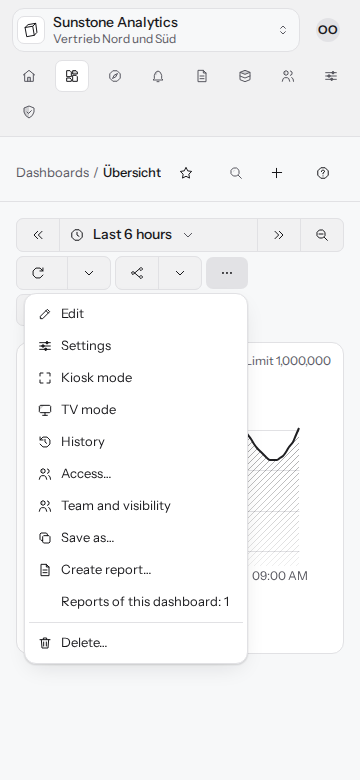 Sunstone Analytics
Vertrieb Nord und Süd
OO
Dashboards / Übersicht
Last 6 hours
Edit
Settings
Kiosk mode
TV mode
History
Access...
Team and visibility
Save as...
Create report...
Reports of this dashboard: 1
Delete...
Limit 1,000,000
09:00 AM